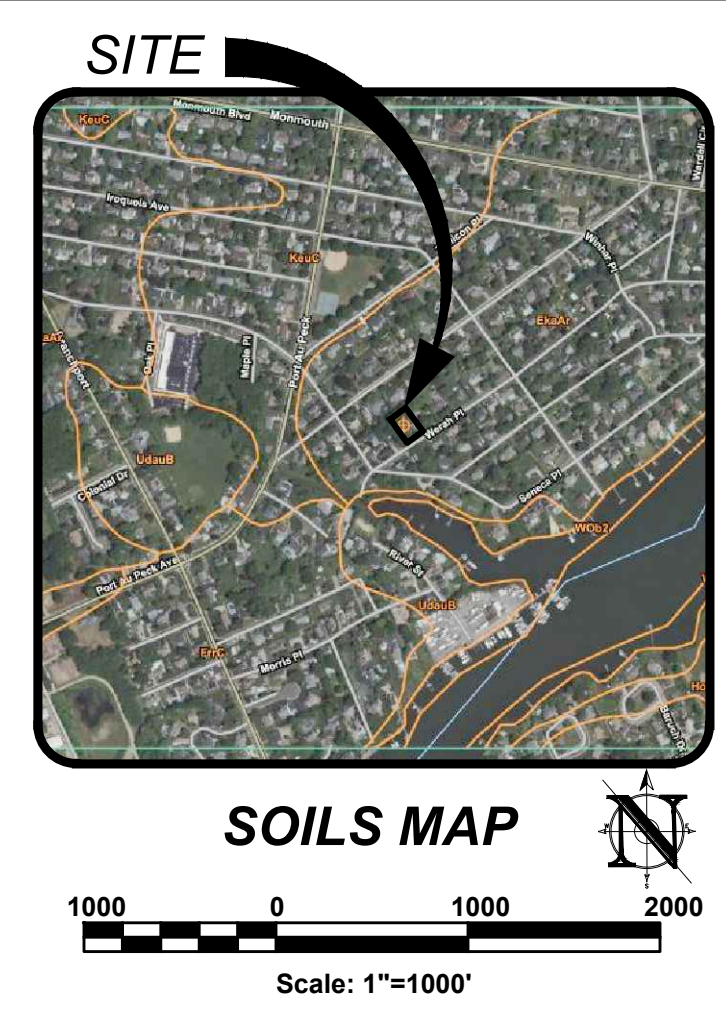 SITE
Monmouth Blvd
Monmouth
KeuC
Iroquois Ave
KeuC
Winbar Pl
EkaAr
Oak Pl
Maple Pl
Port Au Peck
Branchport
Werah Pl
UdauB
Colonial Dr
Seneca Pl
WOb2
River St
Port Au Peck Ave
UdauB
ErrC
Morris Pl
SOILS MAP
N
W
E
S
1000 0 1000 2000
Scale: 1"=1000'